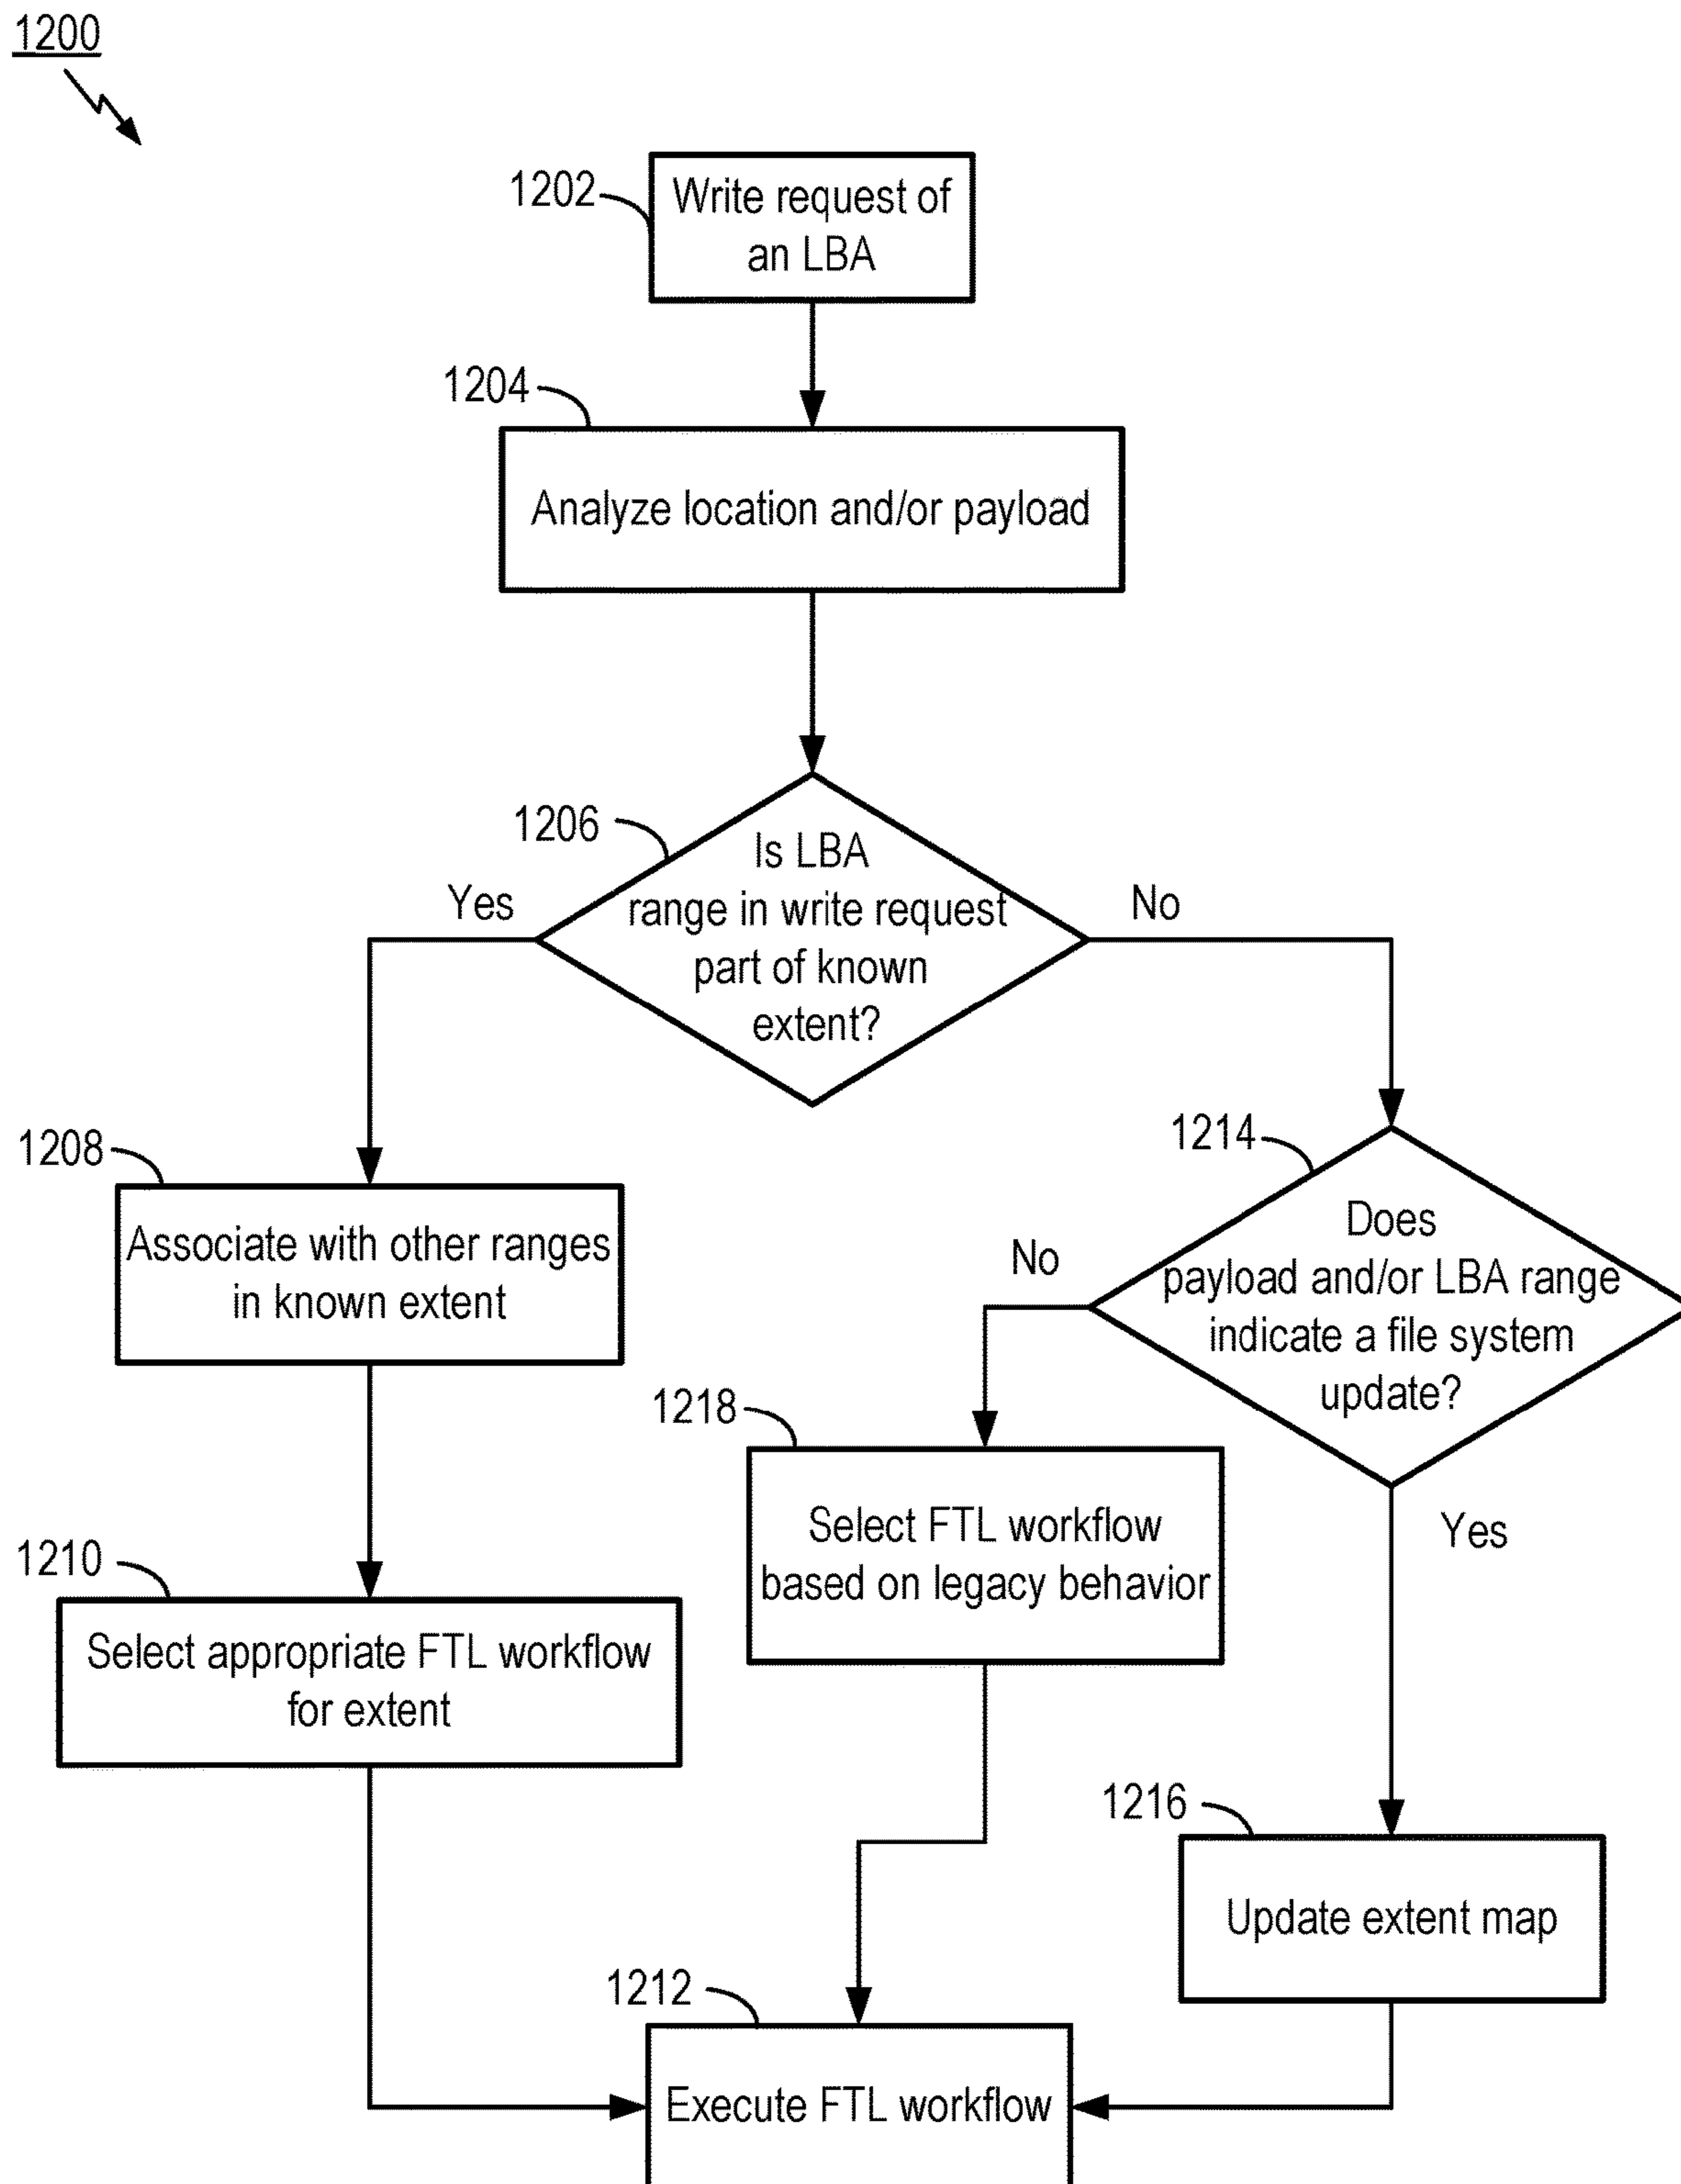 1200
1202
Write request of
an LBA
1204
Analyze location and/or payload
1206
Is LBA
range in write request
part of known
extent?
Yes
No
1208
Associate with other ranges
in known extent
1214
Does
payload and/or LBA range
indicate a file system
update?
No
Yes
1210
Select appropriate FTL workflow
for extent
1218
Select FTL workflow
based on legacy behavior
1216
Update extent map
1212
Execute FTL workflow